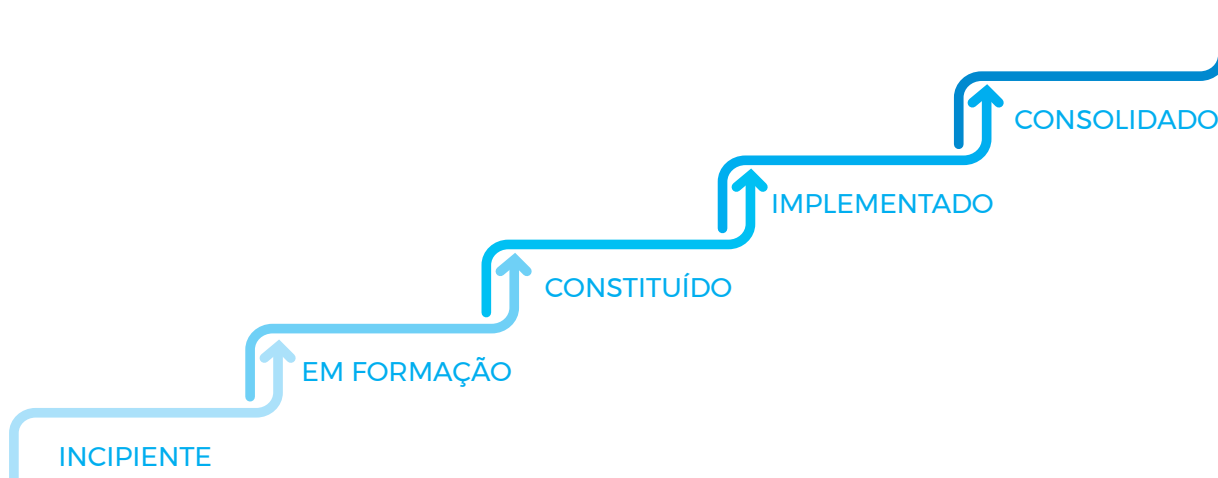 CONSOLIDADO
IMPLEMENTADO
CONSTITUÍDO
EM FORMAÇÃO
INCIPIENTE